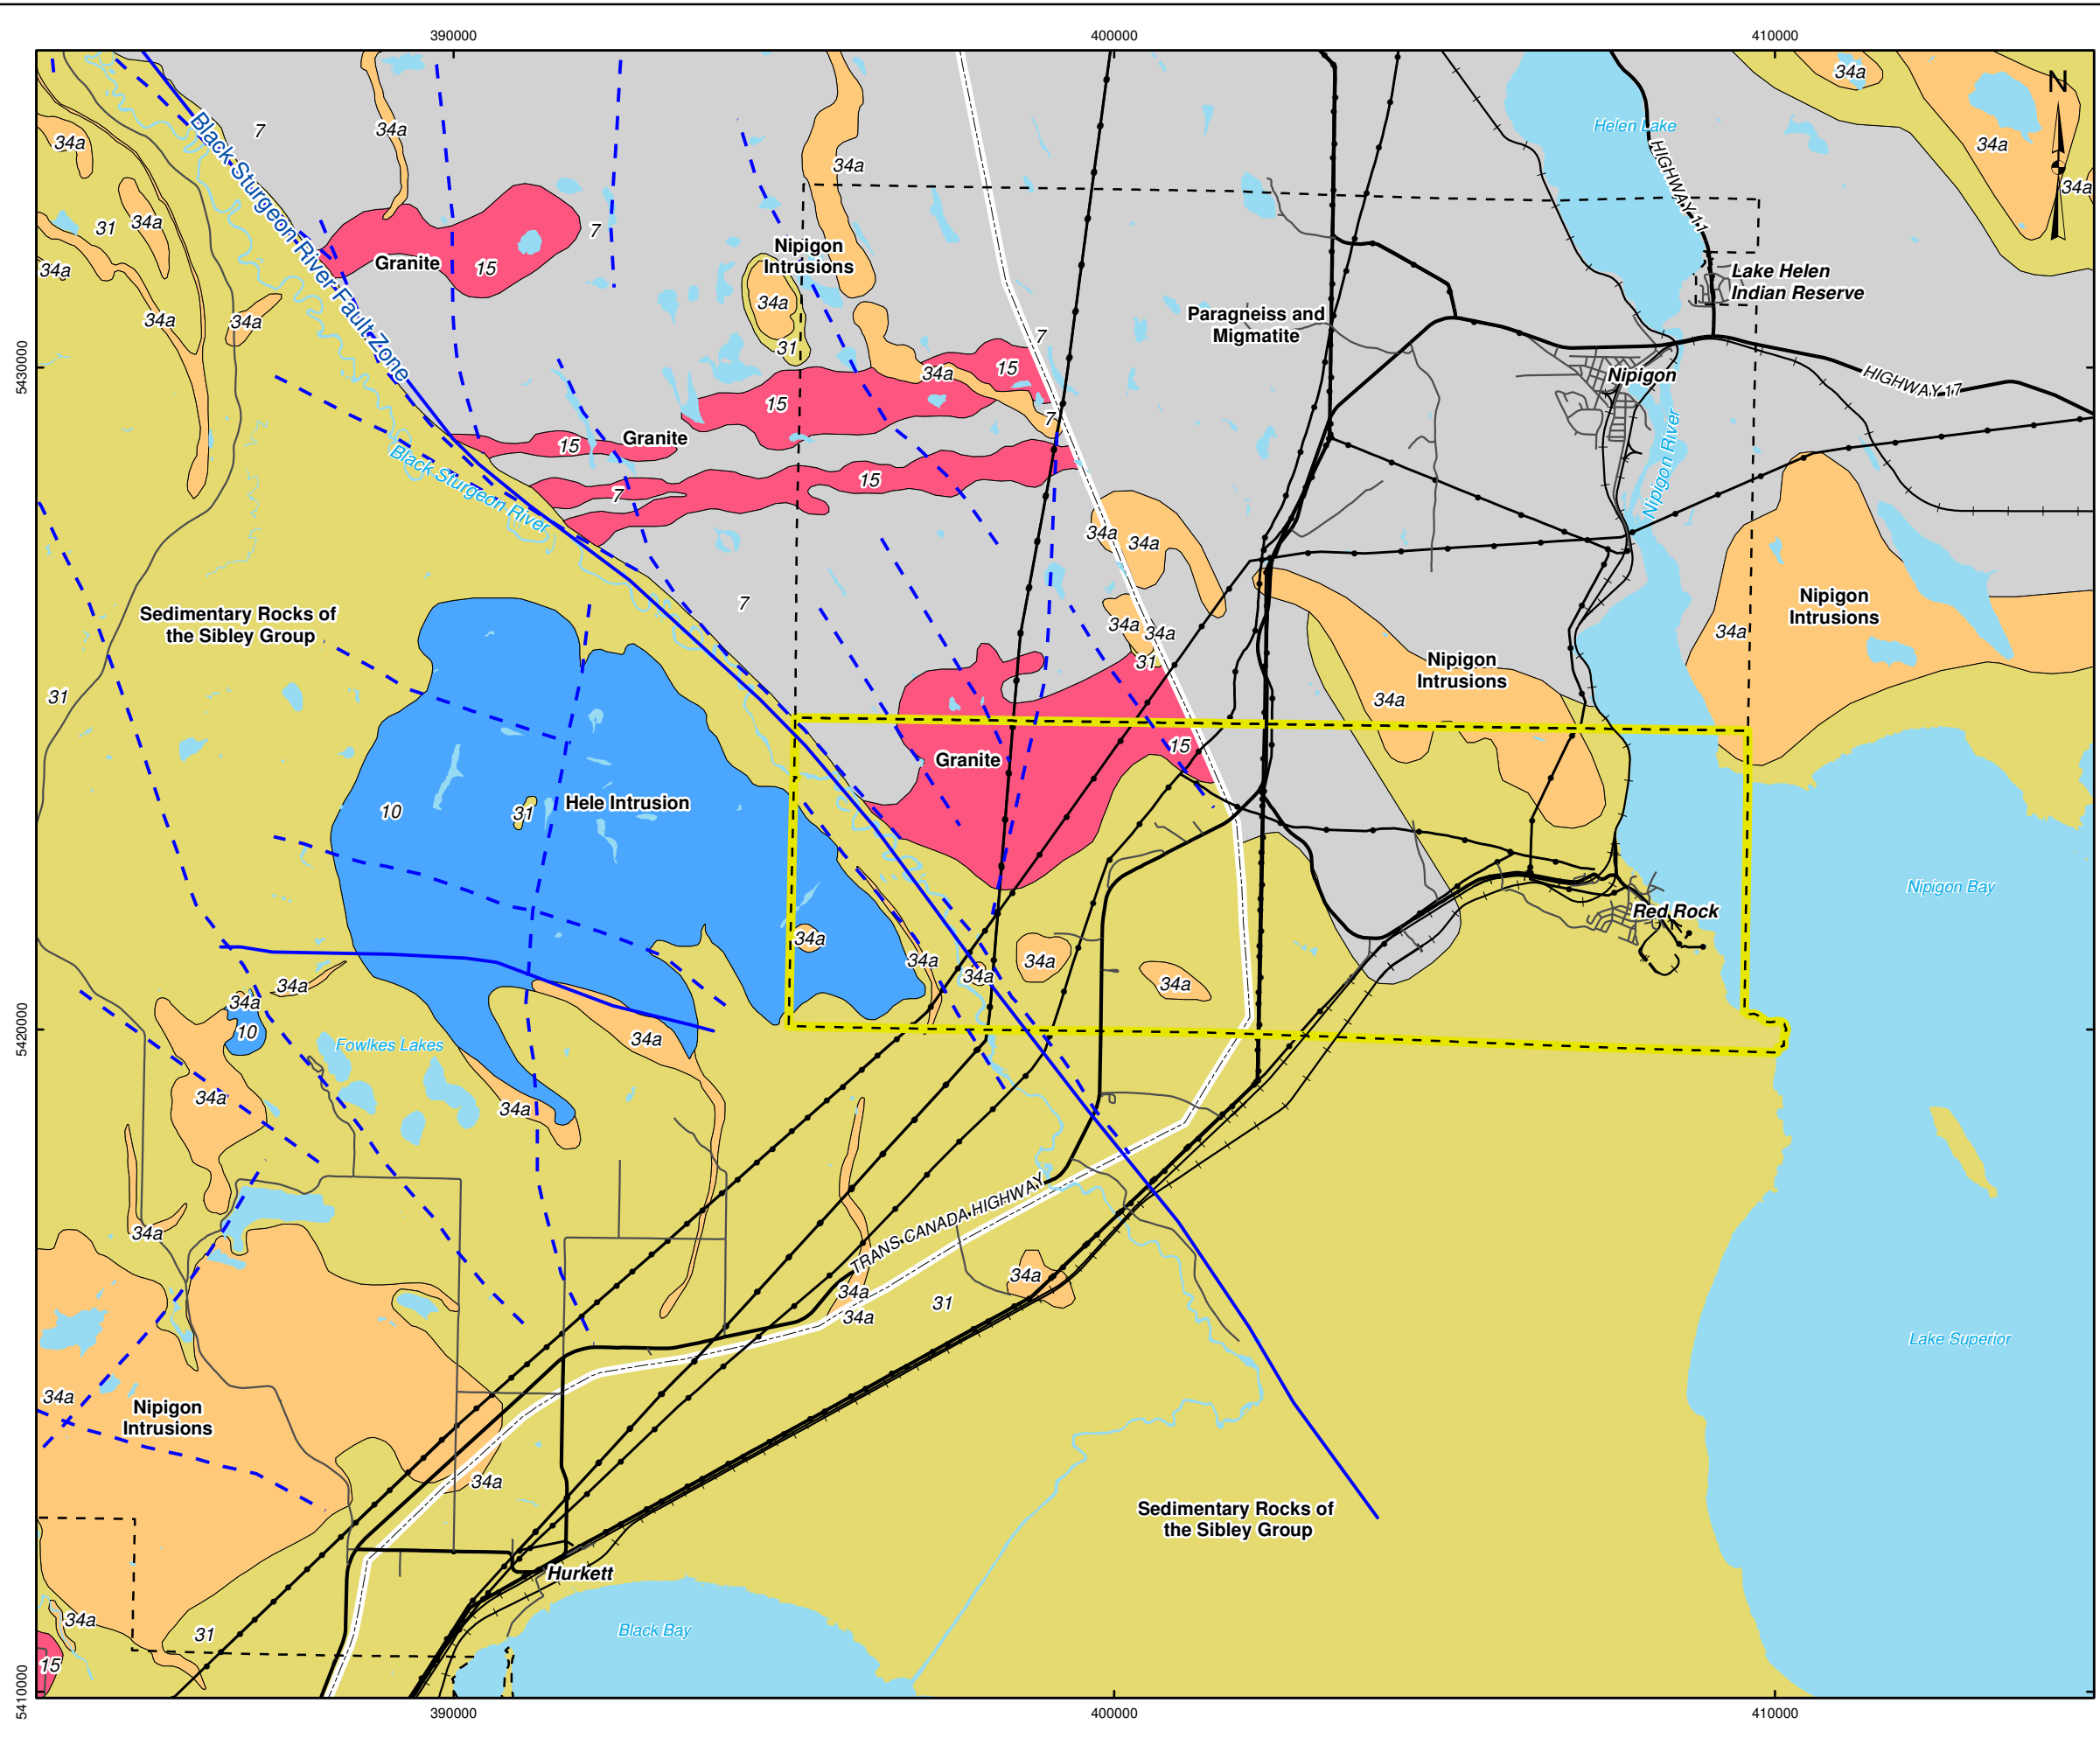 390000
400000
410000
N
34a
34a
Helen Lake
34a
7
34a
34a
HIGHWAY 11
34a
34a
Black Sturgeon River Fault Zone
34a
31
34a
7
Nipigon
Intrusions
Granite
15
34a
Lake Helen
Indian Reserve
34a
34a
34a
Paragneiss and
Migmatite
31
7
5430000
34a
15
Nipigon
HIGHWAY 17
15
7
15
Granite
Black Sturgeon River
15
7
Nipigon River
34a
34a
Sedimentary Rocks of
the Sibley Group
7
34a
34a
31
Nipigon
Intrusions
34a
Nipigon
Intrusions
34a
31
15
Granite
10
31
Hele Intrusion
Nipigon Bay
Red Rock
34a
34a
34a
34a
34a
34a
34a
10
5420000
Fowlkes Lakes
34a
34a
34a
34a
TRANS CANADA HIGHWAY
34a
34a
31
34a
Lake Superior
34a
Nipigon
Intrusions
34a
Sedimentary Rocks of
the Sibley Group
Hurkett
34a
31
Black Bay
15
5410000
390000
400000
410000